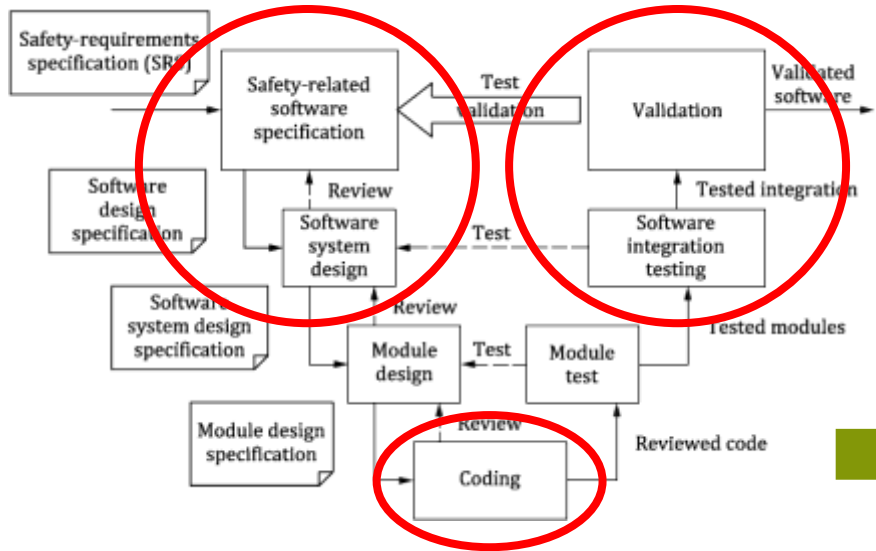 Safety-requirements
specification (SRS)
Safety-related
software
specification
Test
validation
Validation
Validated
software
Software
design
specification
Review
Tested integration
Software
system
design
Test
Software
integration
testing
Software
system design
specification
Review
Tested modules
Module
design
Test
Module
test
Module design
specification
Review
Reviewed code
Coding